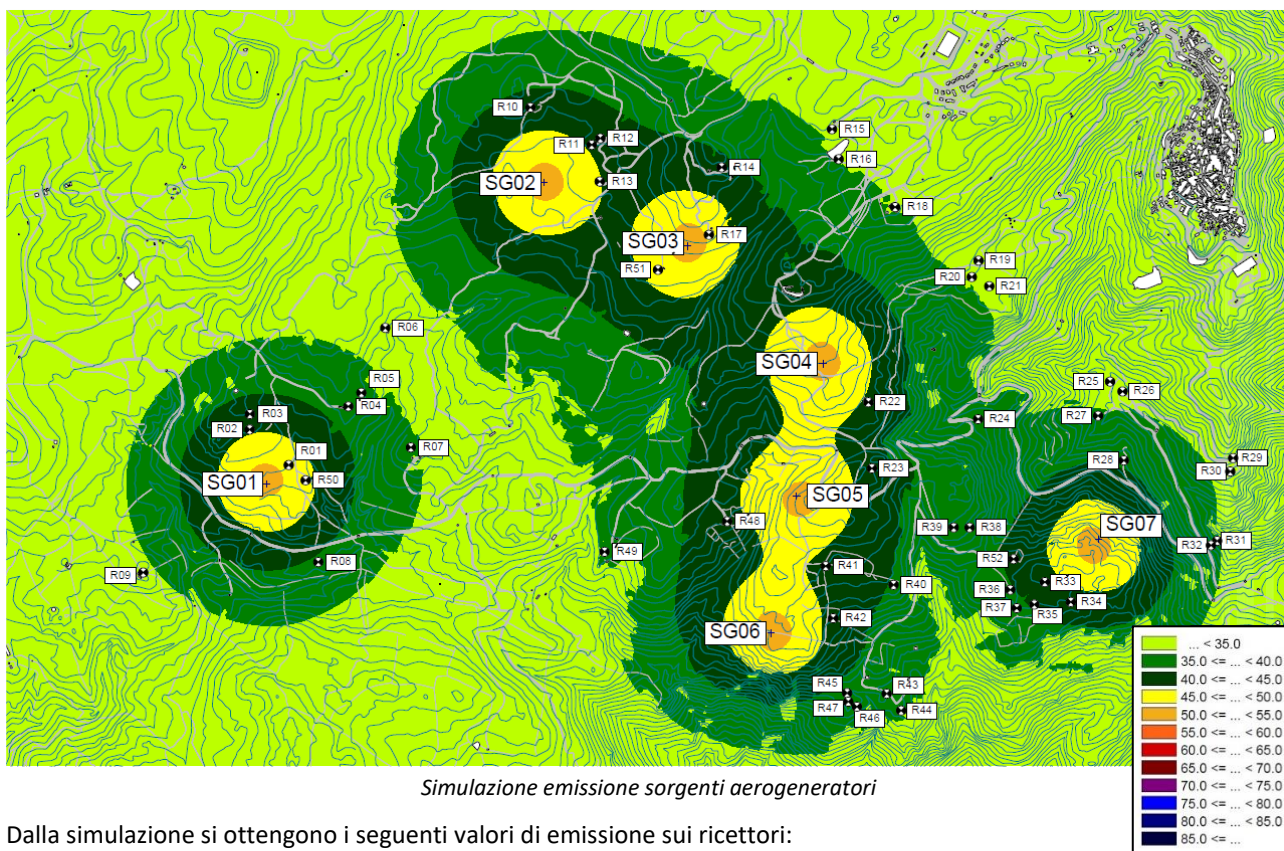 R10
R11
R12
R15
R16
R14
SG02
R13
R18
R17
SG03
R51
R19
R20
R21
R06
SG04
R05
R04
R25
R26
R03
R22
R27
R24
R02
R07
R01
R23
R28
R29
R30
SG01
R50
SG05
R48
R39
R38
SG07
R31
R32
R49
R08
R09
R41
R52
R40
R33
R36
R34
R35
R37
R42
SG06
R45
R43
R47
R46
R44
... < 35.0
35.0 <= ... < 40.0
40.0 <= ... < 45.0
45.0 <= ... < 50.0
50.0 <= ... < 55.0
55.0 <= ... < 60.0
60.0 <= ... < 65.0
65.0 <= ... < 70.0
70.0 <= ... < 75.0
75.0 <= ... < 80.0
80.0 <= ... < 85.0
85.0 <= ...
Simulazione emissione sorgenti aerogeneratori
Dalla simulazione si ottengono i seguenti valori di emissione sui ricettori: